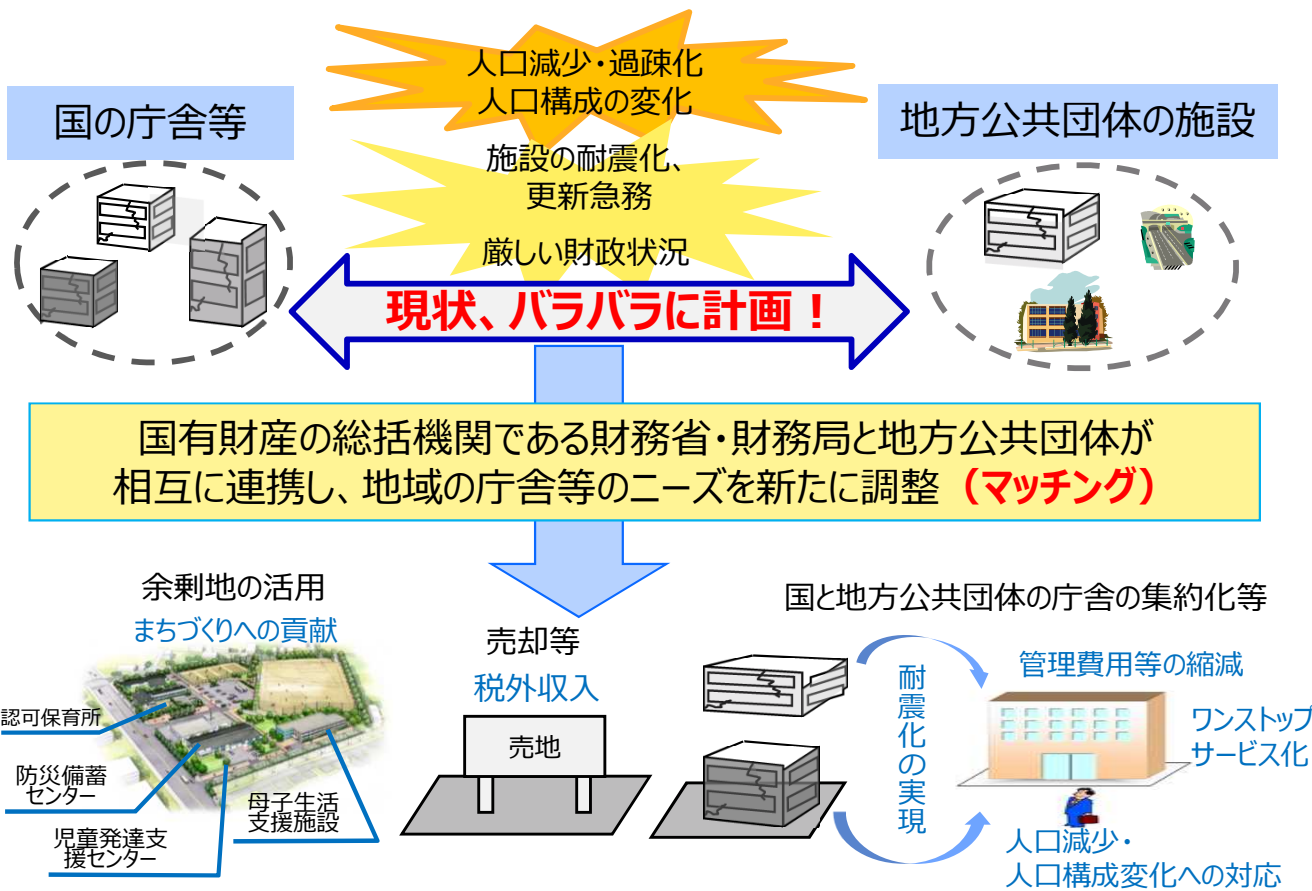 人口減少・過疎化
人口構成の変化
国の庁舎等
地方公共団体の施設
施設の耐震化、
更新急務
厳しい財政状況
現状、バラバラに計画！
国有財産の総括機関である財務省・財務局と地方公共団体が
相互に連携し、地域の庁舎等のニーズを新たに調整（マッチング）
余剰地の活用
まちづくりへの貢献
認可保育所
防災備蓄
センター
児童発達支
援センター
母子生活
支援施設
売却等
税外収入
売地
国と地方公共団体の庁舎の集約化等
耐震化の実現
管理費用等の縮減
ワンストップ
サービス化
人口減少・
人口構成変化への対応